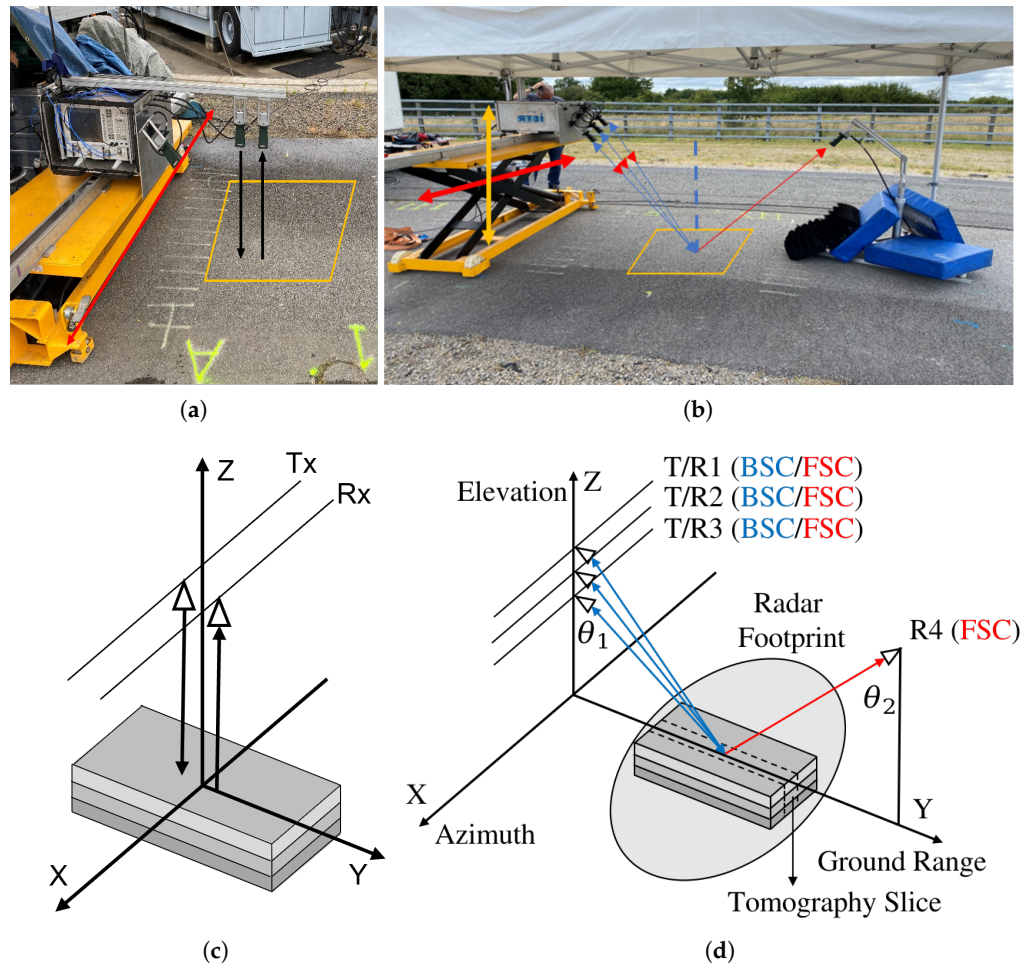 IETR
A
(a)
(b)
Z
Tx
Rx
X
Y
(c)
Elevation
Z
T/R1 (BSC/FSC)
T/R2 (BSC/FSC)
T/R3 (BSC/FSC)
θ1
Radar
Footprint
R4 (FSC)
θ2
X
Azimuth
Y
Ground Range
Tomography Slice
(d)